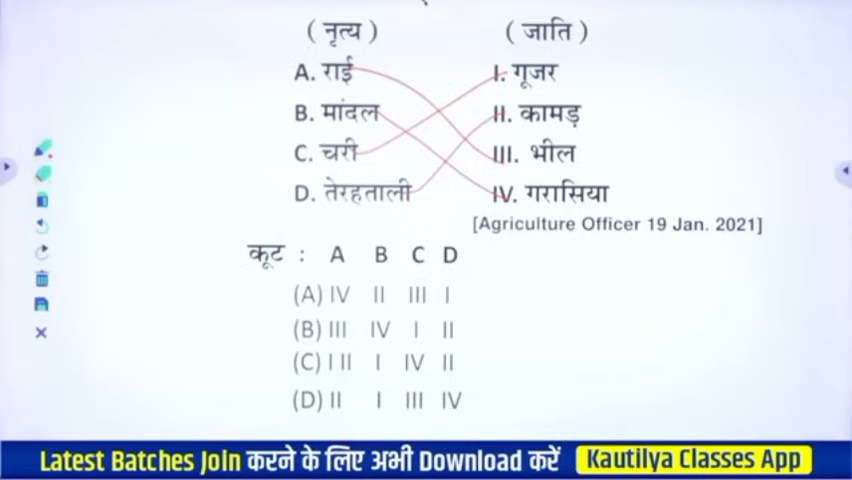 ( नृत्य ) ( जाति )
A. राई I. गूजर
B. मांदल II. कामड़
C. चरी III. भील
D. तेरहताली IV. गरासिया
[Agriculture Officer 19 Jan. 2021]
कूट : A B C D
(A) IV II III I
(B) III IV I II
(C) I II I IV II
(D) II I III IV
Latest Batches Join करने के लिए अभी Download करें Kautilya Classes App